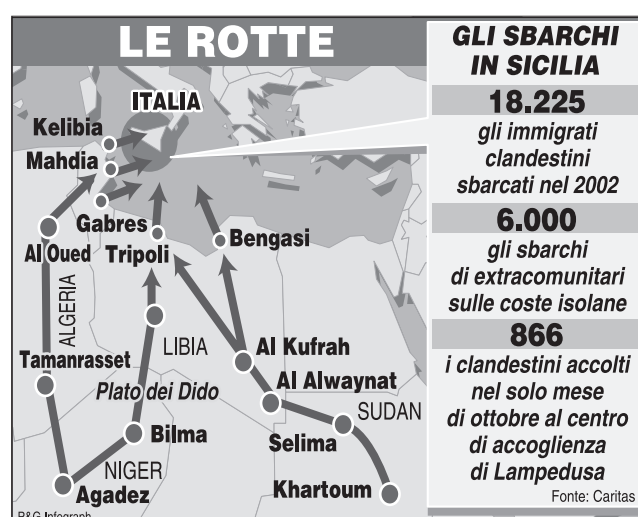 LE ROTTE
ITALIA
Kelibia
Mahdia
Gabres
Al Oued
Tripoli
Bengasi
ALGERIA
LIBIA
Tamanrasset
Al Kufrah
Plato dei Dido
Al Alwaynat
SUDAN
Bilma
Selima
NIGER
Agadez
Khartoum
P&G Infograph
GLI SBARCHI
IN SICILIA
18.225
gli immigrati
clandestini
sbarcati nel 2002
6.000
gli sbarchi
di extracomunitari
sulle coste isolane
866
i clandestini accolti
nel solo mese
di ottobre al centro
di accoglienza
di Lampedusa
Fonte: Caritas